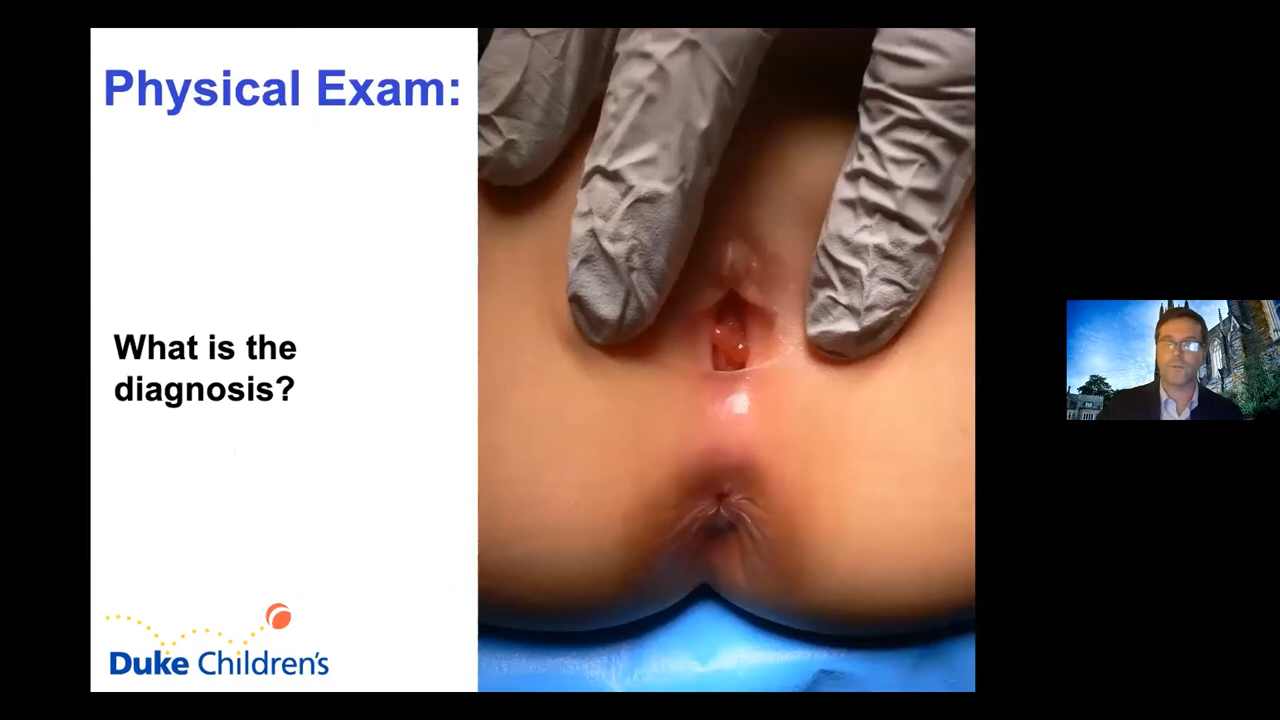 Physical Exam:
What is the
diagnosis?
Duke Children's